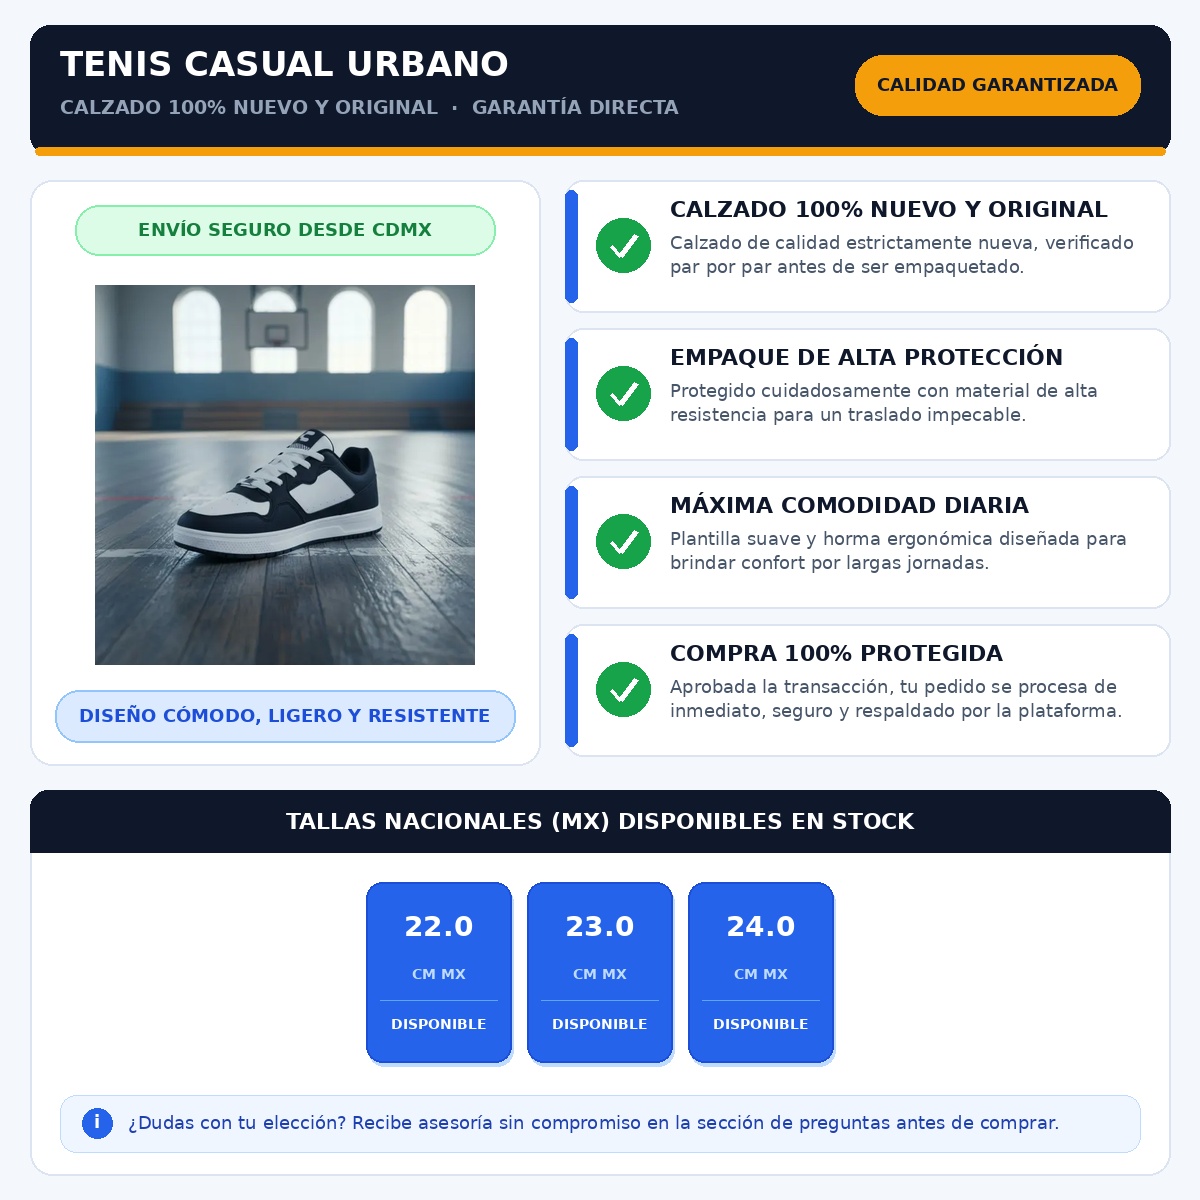 TENIS CASUAL URBANO
CALZADO 100% NUEVO Y ORIGINAL · GARANTÍA DIRECTA
CALIDAD GARANTIZADA
ENVÍO SEGURO DESDE CDMX
DISEÑO CÓMODO, LIGERO Y RESISTENTE
CALZADO 100% NUEVO Y ORIGINAL
Calzado de calidad estrictamente nueva, verificado
par por par antes de ser empaquetado.
EMPAQUE DE ALTA PROTECCIÓN
Protegido cuidadosamente con material de alta
resistencia para un traslado impecable.
MÁXIMA COMODIDAD DIARIA
Plantilla suave y horma ergonómica diseñada para
brindar confort por largas jornadas.
COMPRA 100% PROTEGIDA
Aprobada la transacción, tu pedido se procesa de
inmediato, seguro y respaldado por la plataforma.
TALLAS NACIONALES (MX) DISPONIBLES EN STOCK
22.0
CM MX
DISPONIBLE
23.0
CM MX
DISPONIBLE
24.0
CM MX
DISPONIBLE
i
¿Dudas con tu elección? Recibe asesoría sin compromiso en la sección de preguntas antes de comprar.